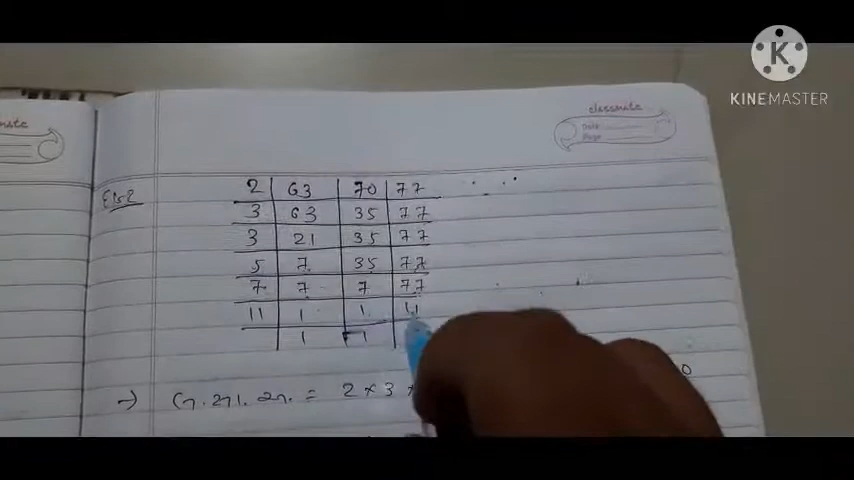 KINEMASTER
classmate
Date
Page
2 63 70 77
3 63 35 77
3 21 35 77
5 7 35 77
7 7 7 77
11 1 1 11
1 1
= 2 × 3 ×